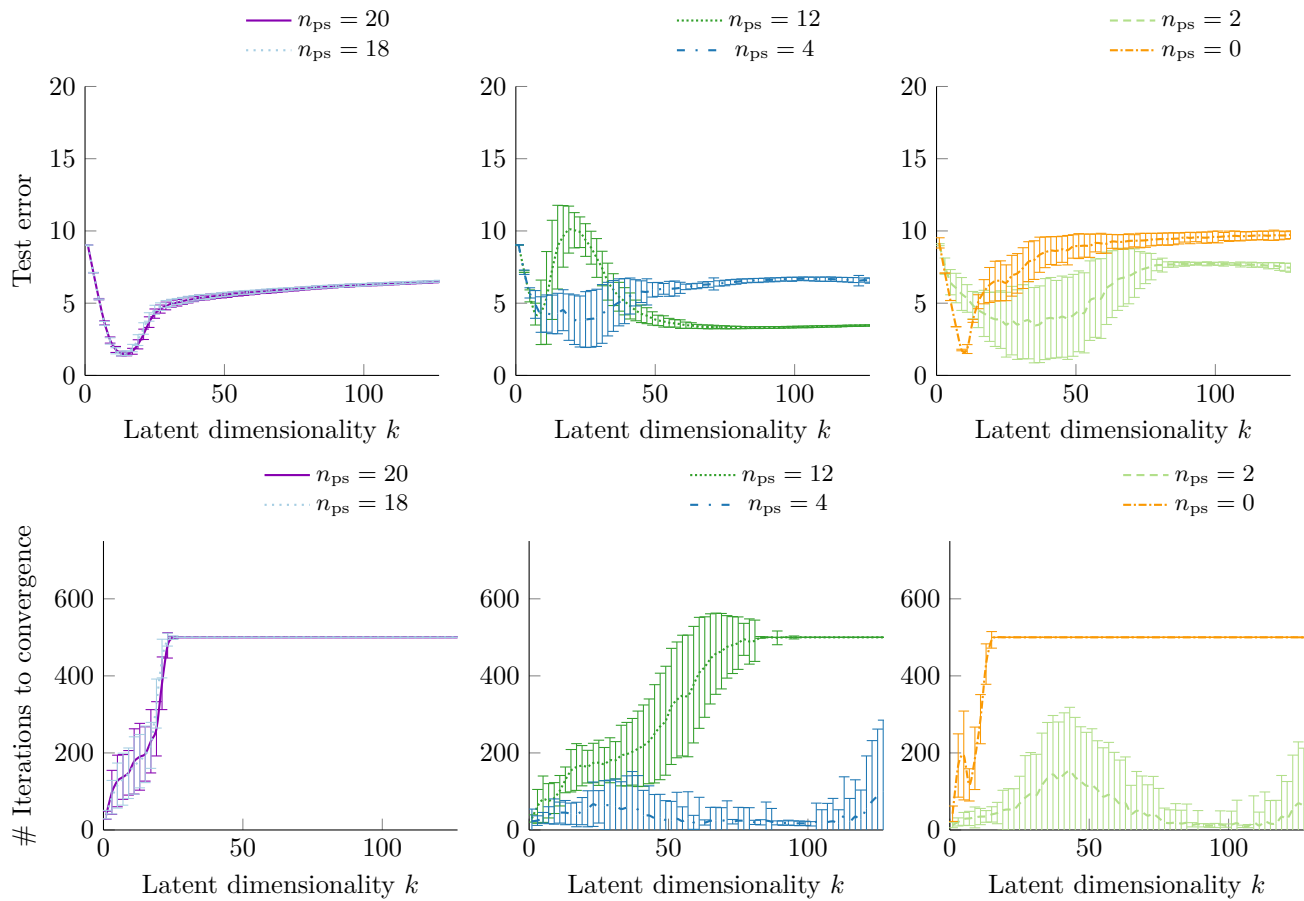 n_ps = 20
n_ps = 18
n_ps = 12
n_ps = 4
n_ps = 2
n_ps = 0
Test error
20
15
10
5
0
0 50 100
Latent dimensionality k
20
15
10
5
0
0 50 100
Latent dimensionality k
20
15
10
5
0
0 50 100
Latent dimensionality k
n_ps = 20
n_ps = 18
n_ps = 12
n_ps = 4
n_ps = 2
n_ps = 0
# Iterations to convergence
600
400
200
0
0 50 100
Latent dimensionality k
600
400
200
0
0 50 100
Latent dimensionality k
600
400
200
0
0 50 100
Latent dimensionality k